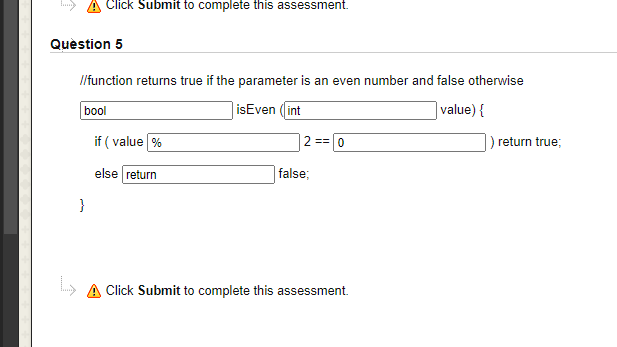 Click Submit to complete this assessment.
Question 5
//function returns true if the parameter is an even number and false otherwise
bool isEven ( int value) {
if ( value % 2 == 0 ) return true;
else return false;
}
Click Submit to complete this assessment.